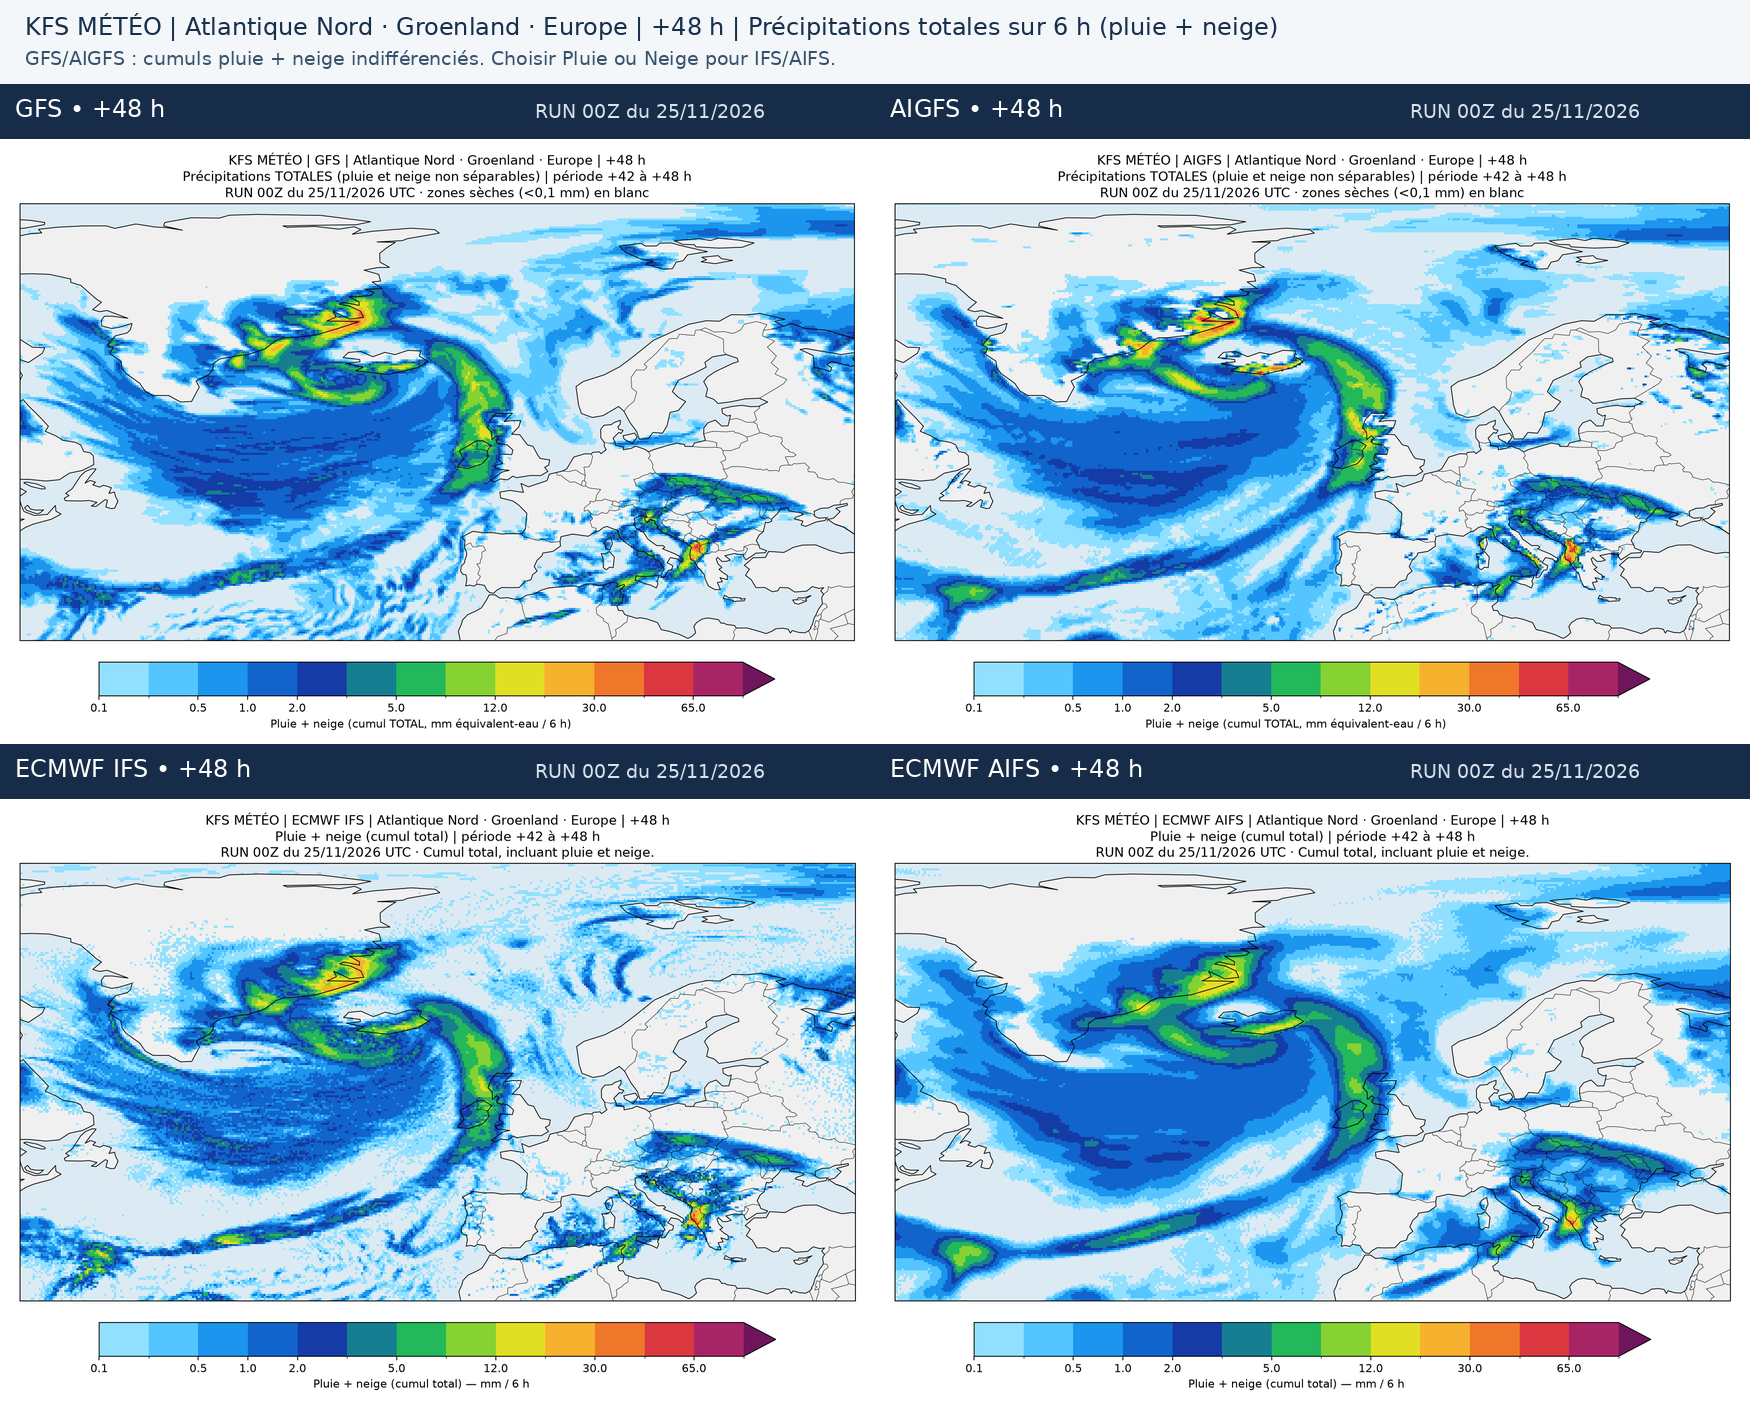 KFS MÉTÉO | Atlantique Nord · Groenland · Europe | +48 h | Précipitations totales sur 6 h (pluie + neige)
GFS/AIGFS : cumuls pluie + neige indifférenciés. Choisir Pluie ou Neige pour IFS/AIFS.
GFS • +48 h
RUN 00Z du 25/11/2026
AIGFS • +48 h
RUN 00Z du 25/11/2026
KFS MÉTÉO | GFS | Atlantique Nord · Groenland · Europe | +48 h
Précipitations TOTALES (pluie et neige non séparables) | période +42 à +48 h
RUN 00Z du 25/11/2026 UTC · zones sèches (<0,1 mm) en blanc
KFS MÉTÉO | AIGFS | Atlantique Nord · Groenland · Europe | +48 h
Précipitations TOTALES (pluie et neige non séparables) | période +42 à +48 h
RUN 00Z du 25/11/2026 UTC · zones sèches (<0,1 mm) en blanc
0.1 0.5 1.0 2.0 5.0 12.0 30.0 65.0
Pluie + neige (cumul TOTAL, mm équivalent-eau / 6 h)
0.1 0.5 1.0 2.0 5.0 12.0 30.0 65.0
Pluie + neige (cumul TOTAL, mm équivalent-eau / 6 h)
ECMWF IFS • +48 h
RUN 00Z du 25/11/2026
ECMWF AIFS • +48 h
RUN 00Z du 25/11/2026
KFS MÉTÉO | ECMWF IFS | Atlantique Nord · Groenland · Europe | +48 h
Pluie + neige (cumul total) | période +42 à +48 h
RUN 00Z du 25/11/2026 UTC · Cumul total, incluant pluie et neige.
KFS MÉTÉO | ECMWF AIFS | Atlantique Nord · Groenland · Europe | +48 h
Pluie + neige (cumul total) | période +42 à +48 h
RUN 00Z du 25/11/2026 UTC · Cumul total, incluant pluie et neige.
0.1 0.5 1.0 2.0 5.0 12.0 30.0 65.0
Pluie + neige (cumul total) — mm / 6 h
0.1 0.5 1.0 2.0 5.0 12.0 30.0 65.0
Pluie + neige (cumul total) — mm / 6 h